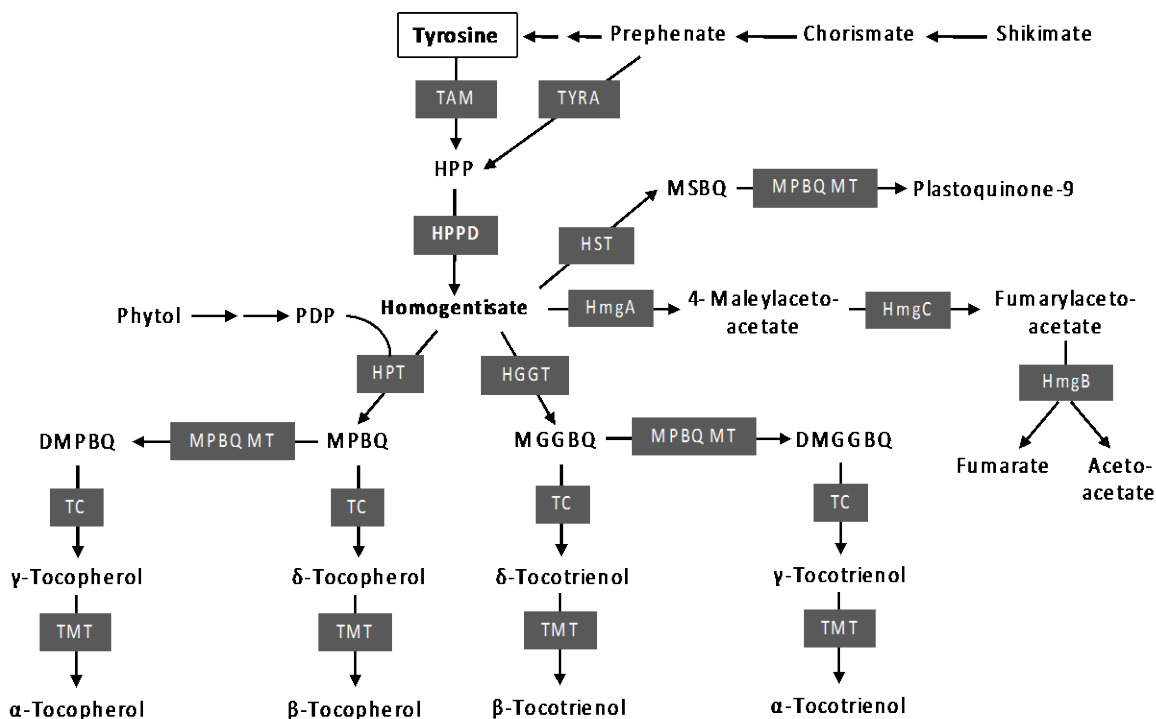 Tyrosine Prephenate Chorismate Shikimate
TAM TYRA
HPP
MSBQ MPBQ MT Plastoquinone-9
HPPD HST
Phytol PDP Homogentisate HmgA 4-Maleylaceto- HmgC Fumarylaceto-
acetate acetate
HPT HGGT HmgB
DMPBQ MPBQ MT MPBQ MGGBQ MPBQ MT DMGGBQ
Fumarate Aceto-
acetate
TC TC TC TC
γ-Tocopherol δ-Tocopherol δ-Tocotrienol γ-Tocotrienol
TMT TMT TMT TMT
α-Tocopherol β-Tocopherol β-Tocotrienol α-Tocotrienol